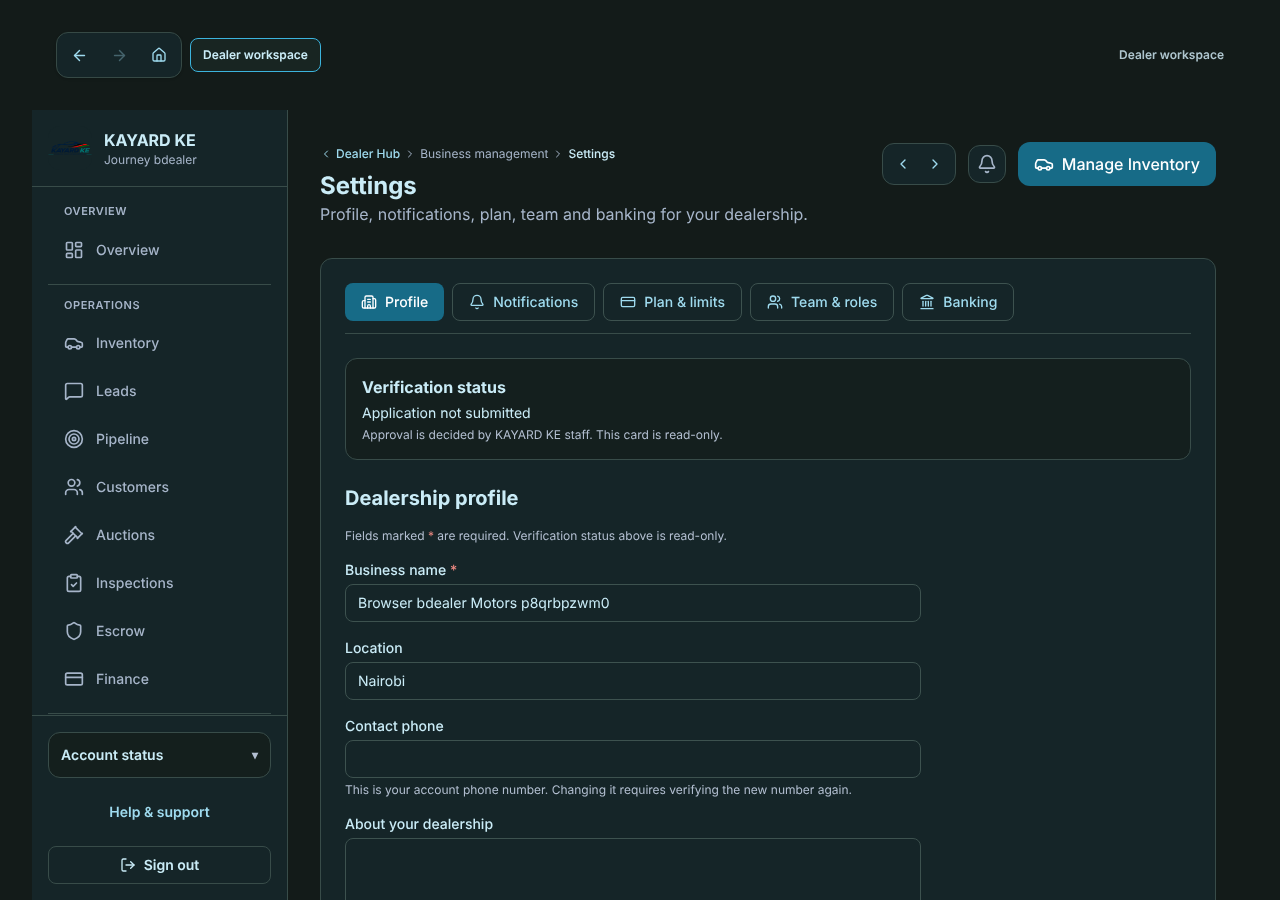 Dealer workspace
Dealer workspace
KAYARD KE
Journey bdealer
OVERVIEW
Overview
OPERATIONS
Inventory
Leads
Pipeline
Customers
Auctions
Inspections
Escrow
Finance
Account status
Help & support
Sign out
Dealer Hub Business management Settings
Settings
Profile, notifications, plan, team and banking for your dealership.
Manage Inventory
Profile Notifications Plan & limits Team & roles Banking
Verification status
Application not submitted
Approval is decided by KAYARD KE staff. This card is read-only.
Dealership profile
Fields marked * are required. Verification status above is read-only.
Business name *
Browser bdealer Motors p8qrbpzwm0
Location
Nairobi
Contact phone
This is your account phone number. Changing it requires verifying the new number again.
About your dealership